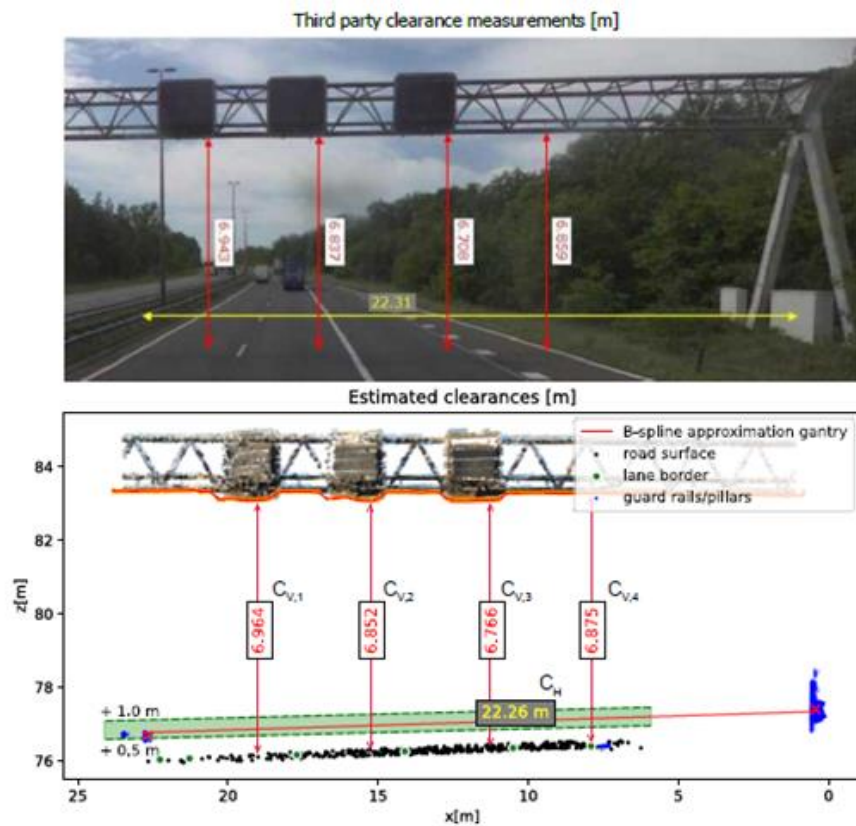 Third party clearance measurements [m]
6.943
6.837
6.708
6.859
22.31
Estimated clearances [m]
B-spline approximation gantry
road surface
lane border
guard rails/pillars
84
82
80
78
76
z[m]
C_V,1
C_V,2
C_V,3
C_V,4
6.964
6.852
6.766
6.875
C_H
22.26 m
+ 1.0 m
+ 0.5 m
25
20
15
10
5
0
x[m]